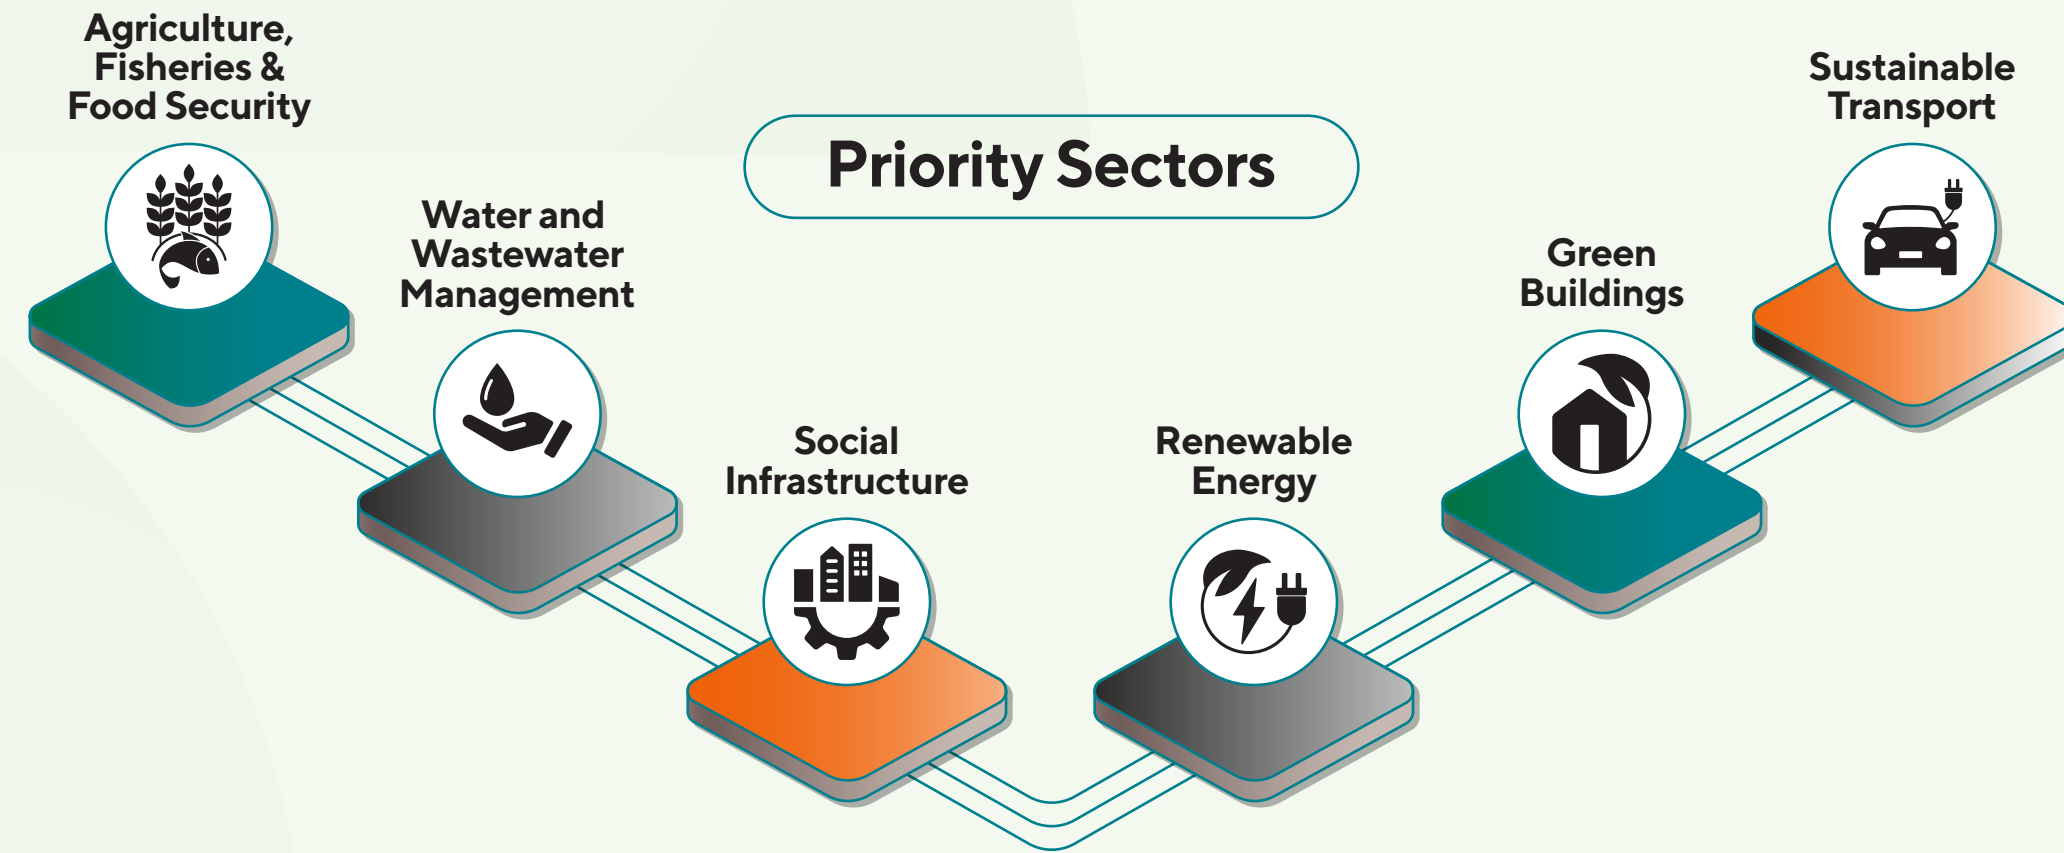 Priority Sectors
Agriculture,
Fisheries &
Food Security
Water and
Wastewater
Management
Social
Infrastructure
Renewable
Energy
Green
Buildings
Sustainable
Transport